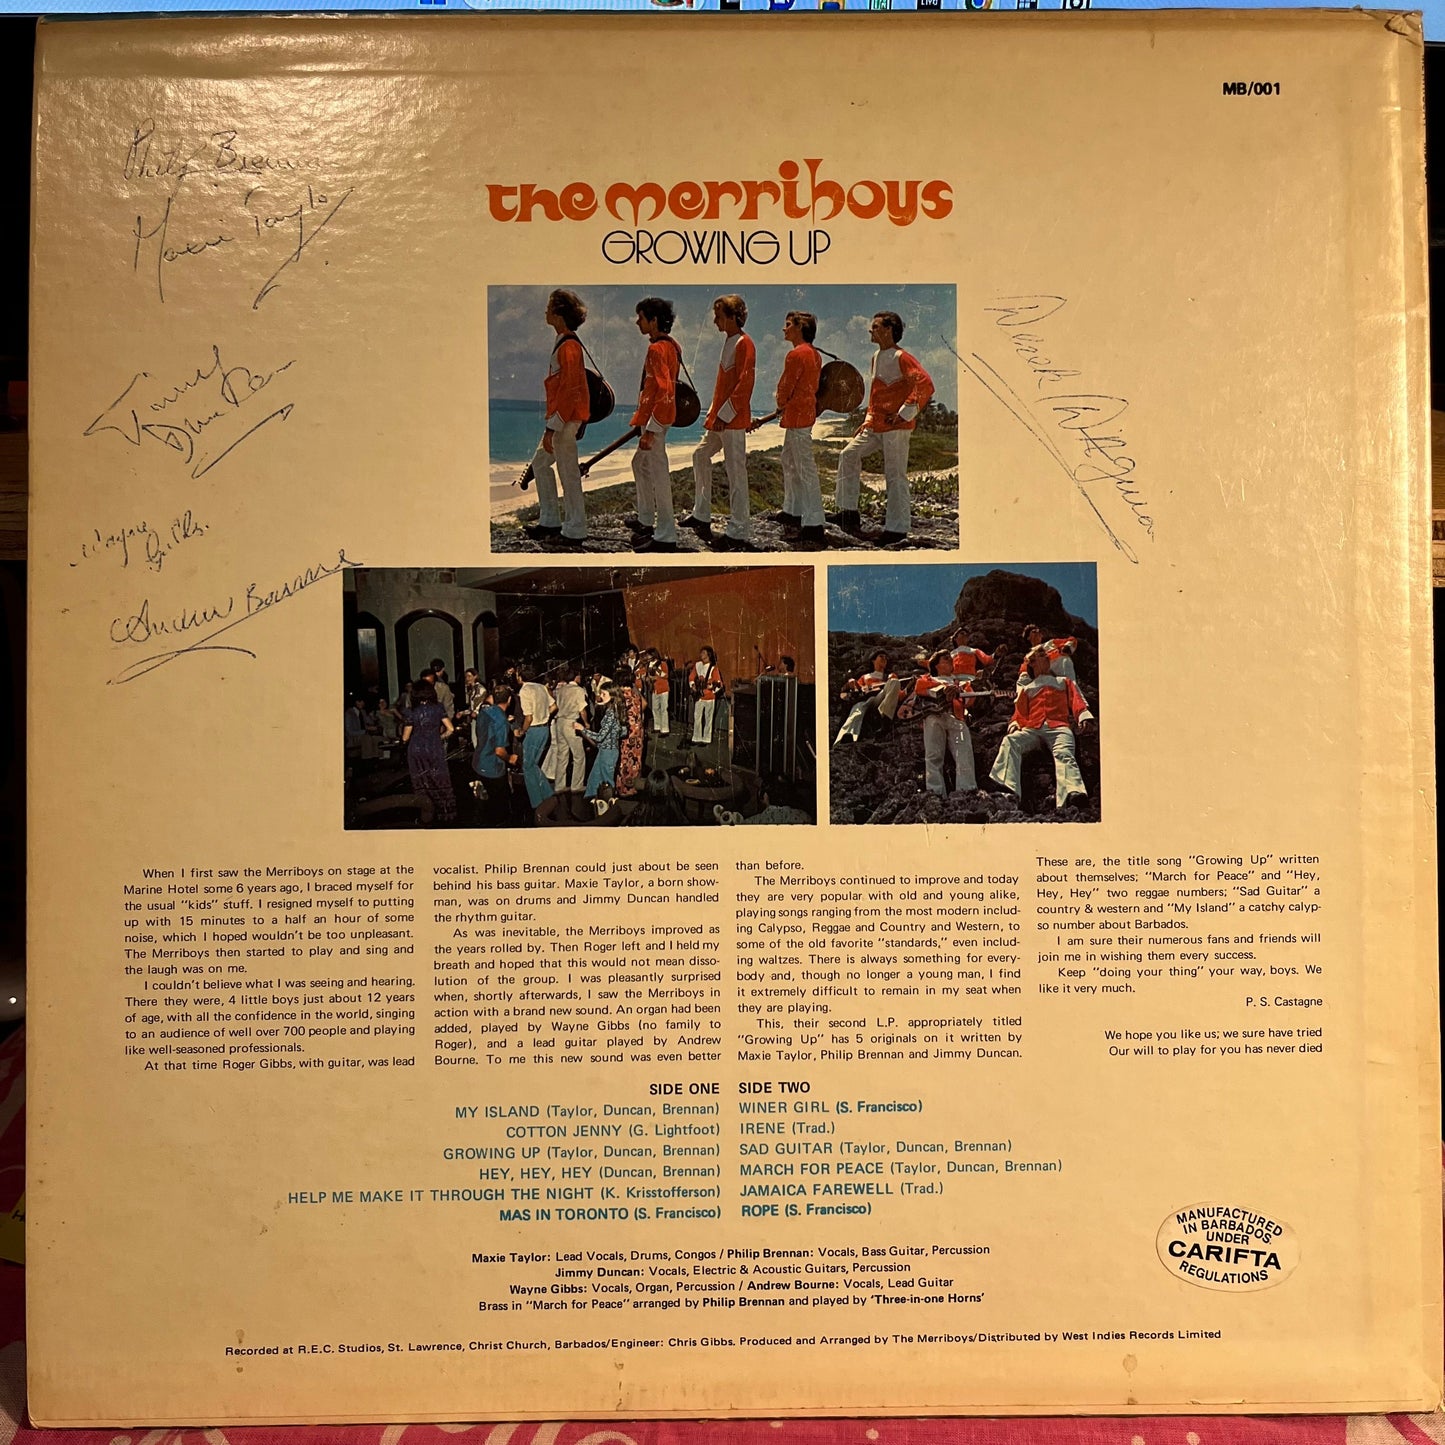 MB/001
Philip Brennan
Maxie Taylor
the merriboys
GROWING UP
Jimmy Duncan
Derek Wilguin
Wayne Gibbs.
Andrew Bourne
When I first saw the Merriboys on stage at the
Marine Hotel some 6 years ago, I braced myself for
the usual "kids" stuff. I resigned myself to putting
up with 15 minutes to a half an hour of some
noise, which I hoped wouldn't be too unpleasant.
The Merriboys then started to play and sing and
the laugh was on me.
I couldn't believe what I was seeing and hearing.
There they were, 4 little boys just about 12 years
of age, with all the confidence in the world, singing
to an audience of well over 700 people and playing
like well-seasoned professionals.
At that time Roger Gibbs, with guitar, was lead
vocalist. Philip Brennan could just about be seen
behind his bass guitar. Maxie Taylor, a born show-
man, was on drums and Jimmy Duncan handled
the rhythm guitar.
As was inevitable, the Merriboys improved as
the years rolled by. Then Roger left and I held my
breath and hoped that this would not mean disso-
lution of the group. I was pleasantly surprised
when, shortly afterwards, I saw the Merriboys in
action with a brand new sound. An organ had been
added, played by Wayne Gibbs (no family to
Roger), and a lead guitar played by Andrew
Bourne. To me this new sound was even better
than before.
The Merriboys continued to improve and today
they are very popular with old and young alike,
playing songs ranging from the most modern includ-
ing Calypso, Reggae and Country and Western, to
some of the old favorite "standards," even includ-
ing waltzes. There is always something for every-
body and, though no longer a young man, I find
it extremely difficult to remain in my seat when
they are playing.
This, their second L.P. appropriately titled
"Growing Up" has 5 originals on it written by
Maxie Taylor, Philip Brennan and Jimmy Duncan.
These are, the title song "Growing Up" written
about themselves; "March for Peace" and "Hey,
Hey, Hey" two reggae numbers; "Sad Guitar" a
country & western and "My Island" a catchy calyp-
so number about Barbados.
I am sure their numerous fans and friends will
join me in wishing them every success.
Keep "doing your thing" your way, boys. We
like it very much.
P. S. Castagne
We hope you like us; we sure have tried
Our will to play for you has never died
SIDE ONE
MY ISLAND (Taylor, Duncan, Brennan)
COTTON JENNY (G. Lightfoot)
GROWING UP (Taylor, Duncan, Brennan)
HEY, HEY, HEY (Duncan, Brennan)
HELP ME MAKE IT THROUGH THE NIGHT (K. Krisstofferson)
MAS IN TORONTO (S. Francisco)
SIDE TWO
WINER GIRL (S. Francisco)
IRENE (Trad.)
SAD GUITAR (Taylor, Duncan, Brennan)
MARCH FOR PEACE (Taylor, Duncan, Brennan)
JAMAICA FAREWELL (Trad.)
ROPE (S. Francisco)
Maxie Taylor: Lead Vocals, Drums, Congos / Philip Brennan: Vocals, Bass Guitar, Percussion
Jimmy Duncan: Vocals, Electric & Acoustic Guitars, Percussion
Wayne Gibbs: Vocals, Organ, Percussion / Andrew Bourne: Vocals, Lead Guitar
Brass in "March for Peace" arranged by Philip Brennan and played by 'Three-in-one Horns'
MANUFACTURED
IN BARBADOS
UNDER
CARIFTA
REGULATIONS
Recorded at R.E.C. Studios, St. Lawrence, Christ Church, Barbados/Engineer: Chris Gibbs. Produced and Arranged by The Merriboys/Distributed by West Indies Records Limited